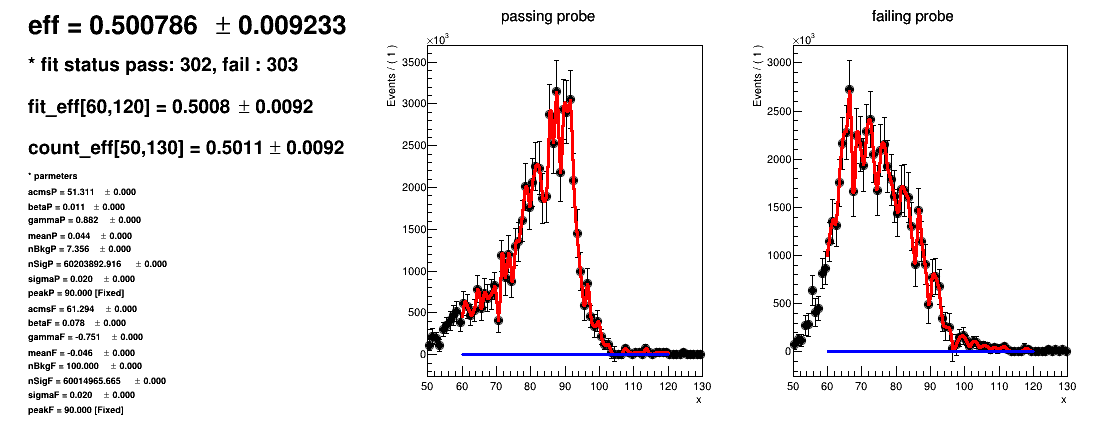 eff = 0.500786 ± 0.009233
* fit status pass: 302, fail : 303
fit_eff[60,120] = 0.5008 ± 0.0092
count_eff[50,130] = 0.5011 ± 0.0092
* parmeters
acmsP = 51.311 ± 0.000
betaP = 0.011 ± 0.000
gammaP = 0.882 ± 0.000
meanP = 0.044 ± 0.000
nBkgP = 7.356 ± 0.000
nSigP = 60203892.916 ± 0.000
sigmaP = 0.020 ± 0.000
peakP = 90.000 [Fixed]
acmsF = 61.294 ± 0.000
betaF = 0.078 ± 0.000
gammaF = -0.751 ± 0.000
meanF = -0.046 ± 0.000
nBkgF = 100.000 ± 0.000
nSigF = 60014965.665 ± 0.000
sigmaF = 0.020 ± 0.000
peakF = 90.000 [Fixed]
passing probe
×10³
Events / ( 1 )
3500
3000
2500
2000
1500
1000
500
0
50 60 70 80 90 100 110 120 130
x
failing probe
×10³
Events / ( 1 )
3000
2500
2000
1500
1000
500
0
50 60 70 80 90 100 110 120 130
x